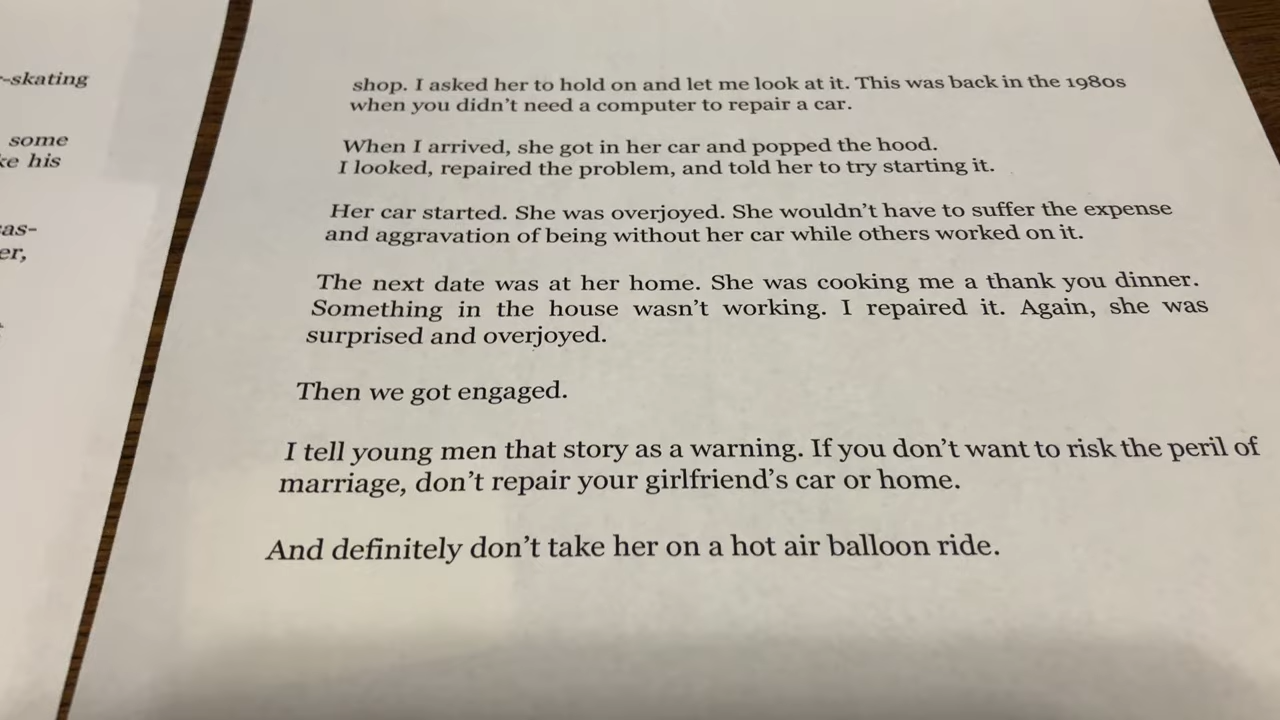 -skating
some
ke his
er,
shop. I asked her to hold on and let me look at it. This was back in the 1980s
when you didn't need a computer to repair a car.
When I arrived, she got in her car and popped the hood.
I looked, repaired the problem, and told her to try starting it.
Her car started. She was overjoyed. She wouldn't have to suffer the expense
and aggravation of being without her car while others worked on it.
The next date was at her home. She was cooking me a thank you dinner.
Something in the house wasn't working. I repaired it. Again, she was
surprised and overjoyed.
Then we got engaged.
I tell young men that story as a warning. If you don't want to risk the peril of
marriage, don't repair your girlfriend's car or home.
And definitely don't take her on a hot air balloon ride.